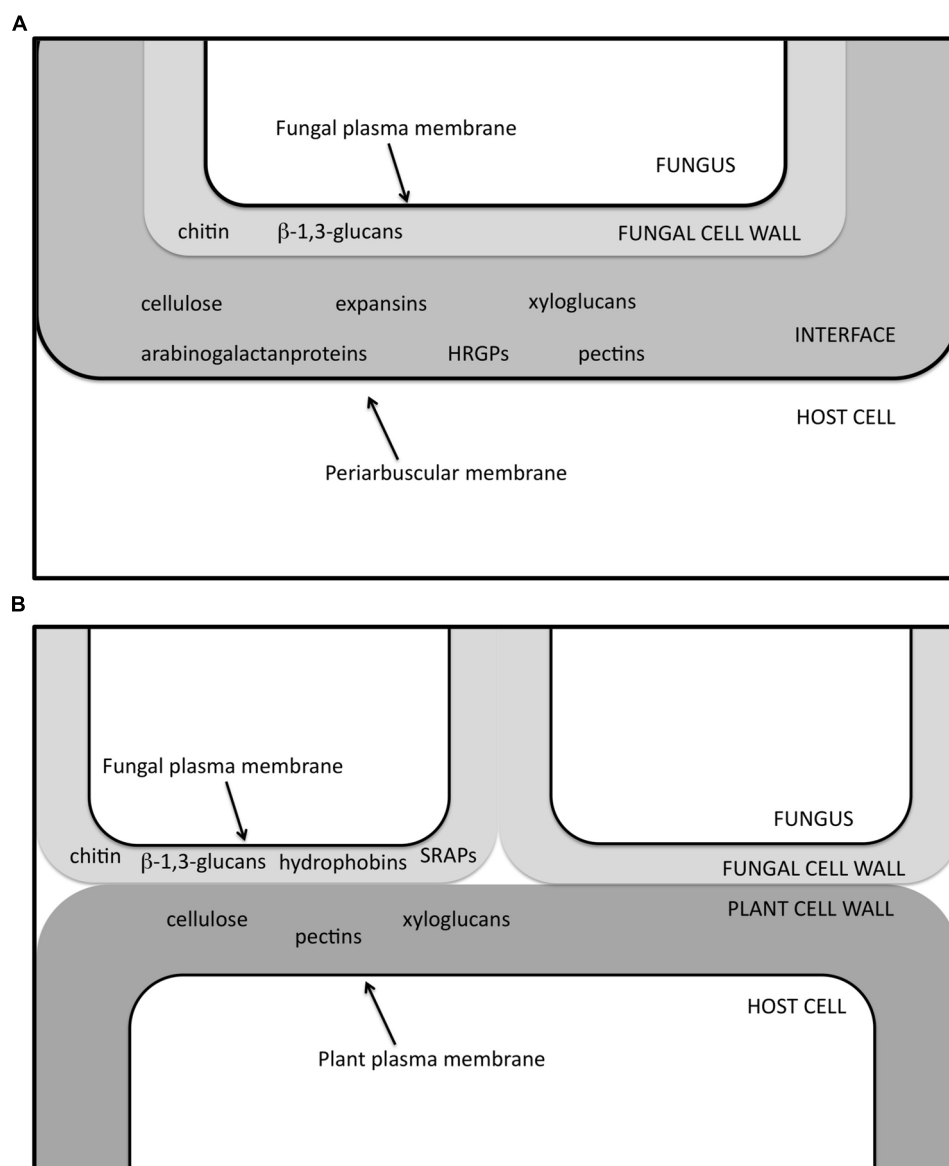 A
Fungal plasma membrane
FUNGUS
chitin β-1,3-glucans FUNGAL CELL WALL
cellulose expansins xyloglucans
INTERFACE
arabinogalactanproteins HRGPs pectins
HOST CELL
Periarbuscular membrane
B
Fungal plasma membrane
FUNGUS
chitin β-1,3-glucans hydrophobins SRAPs
FUNGAL CELL WALL
PLANT CELL WALL
cellulose xyloglucans
pectins
HOST CELL
Plant plasma membrane